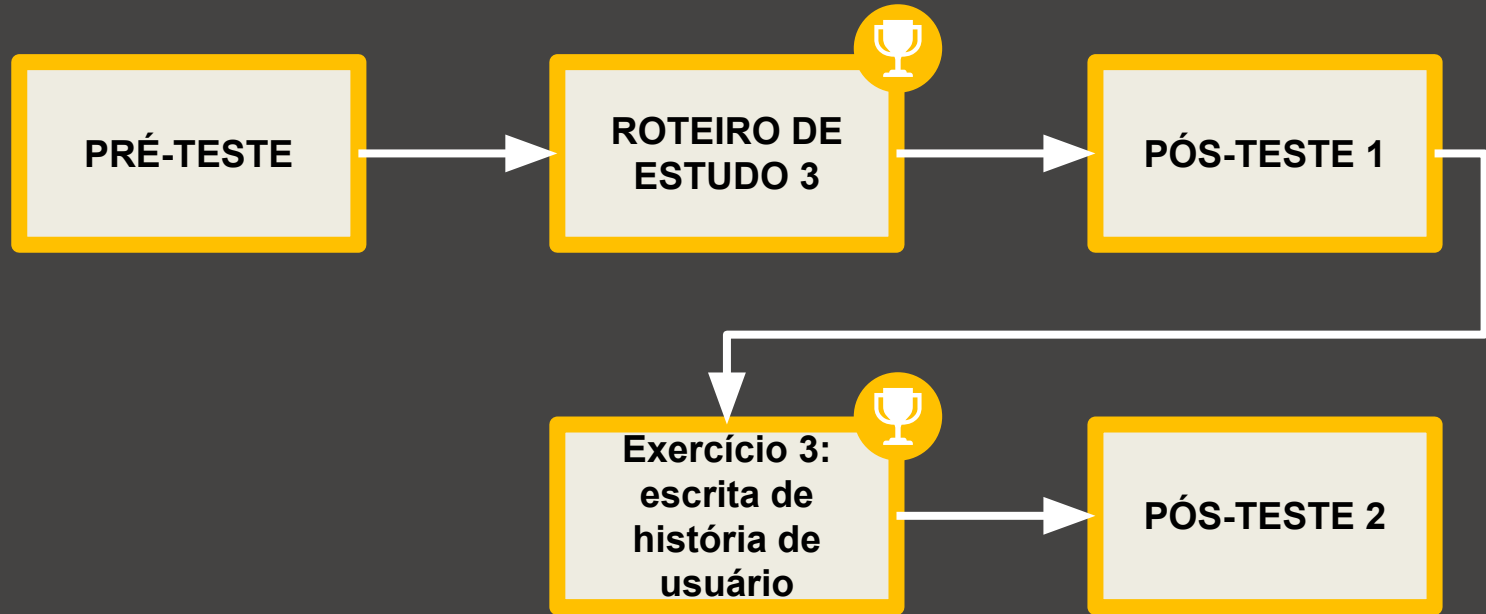 PRÉ-TESTE
ROTEIRO DE
ESTUDO 3
PÓS-TESTE 1
Exercício 3:
escrita de
história de
usuário
PÓS-TESTE 2